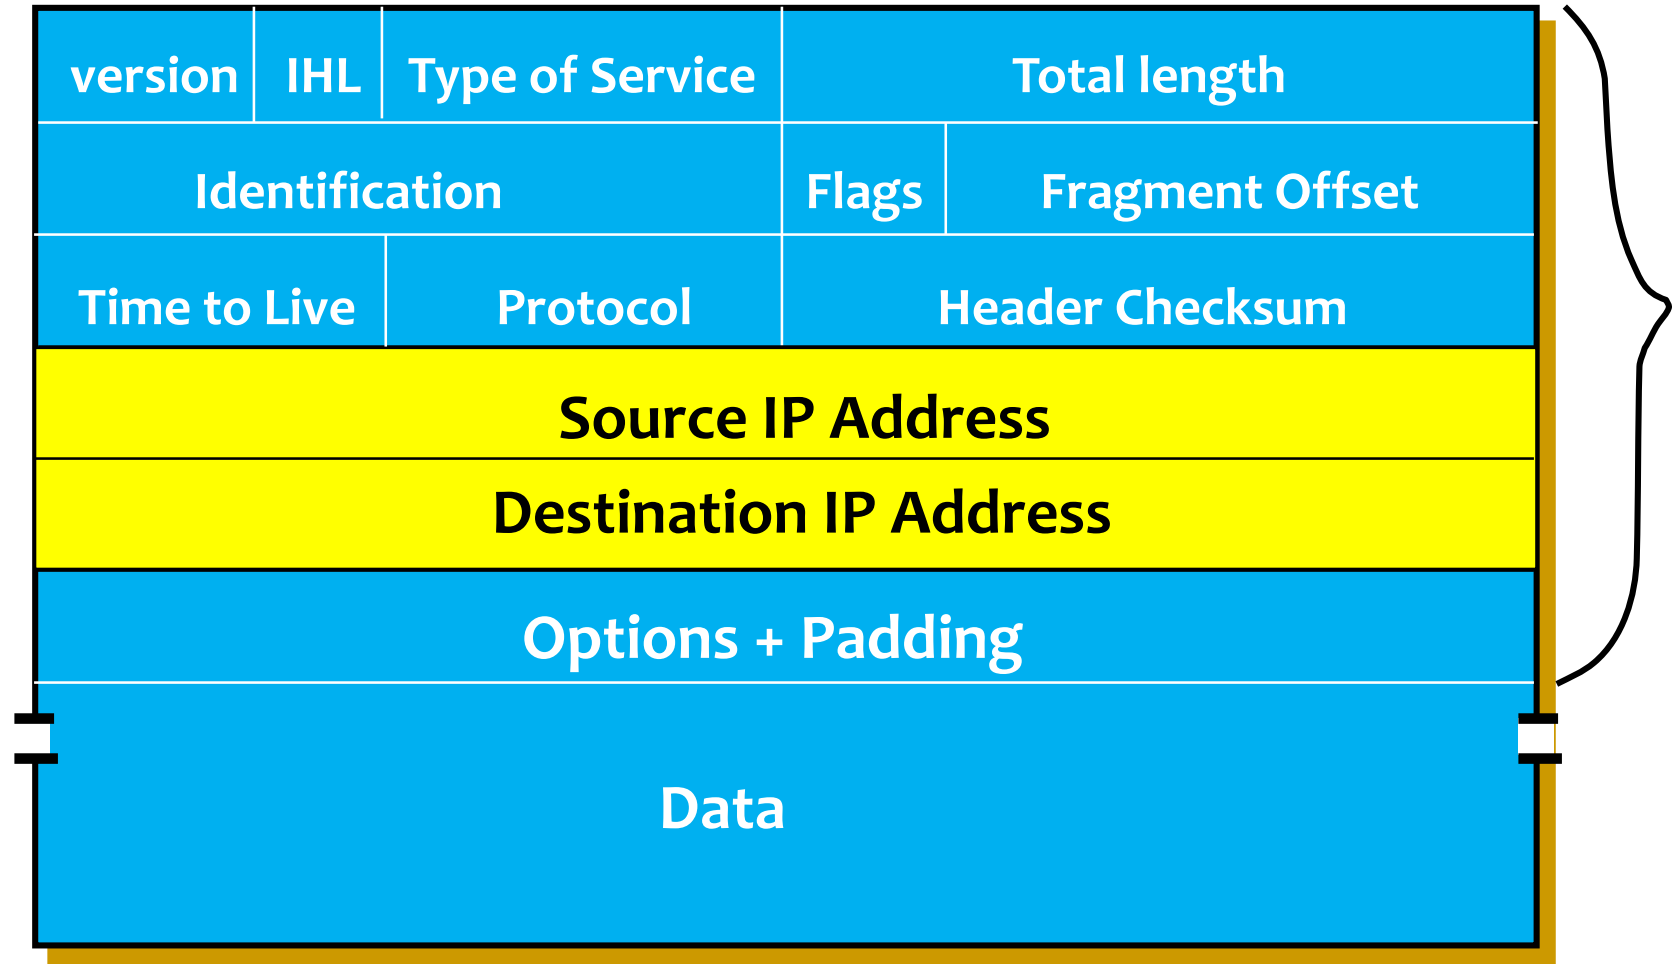 version IHL Type of Service Total length
Identification Flags Fragment Offset
Time to Live Protocol Header Checksum
Source IP Address
Destination IP Address
Options + Padding
Data